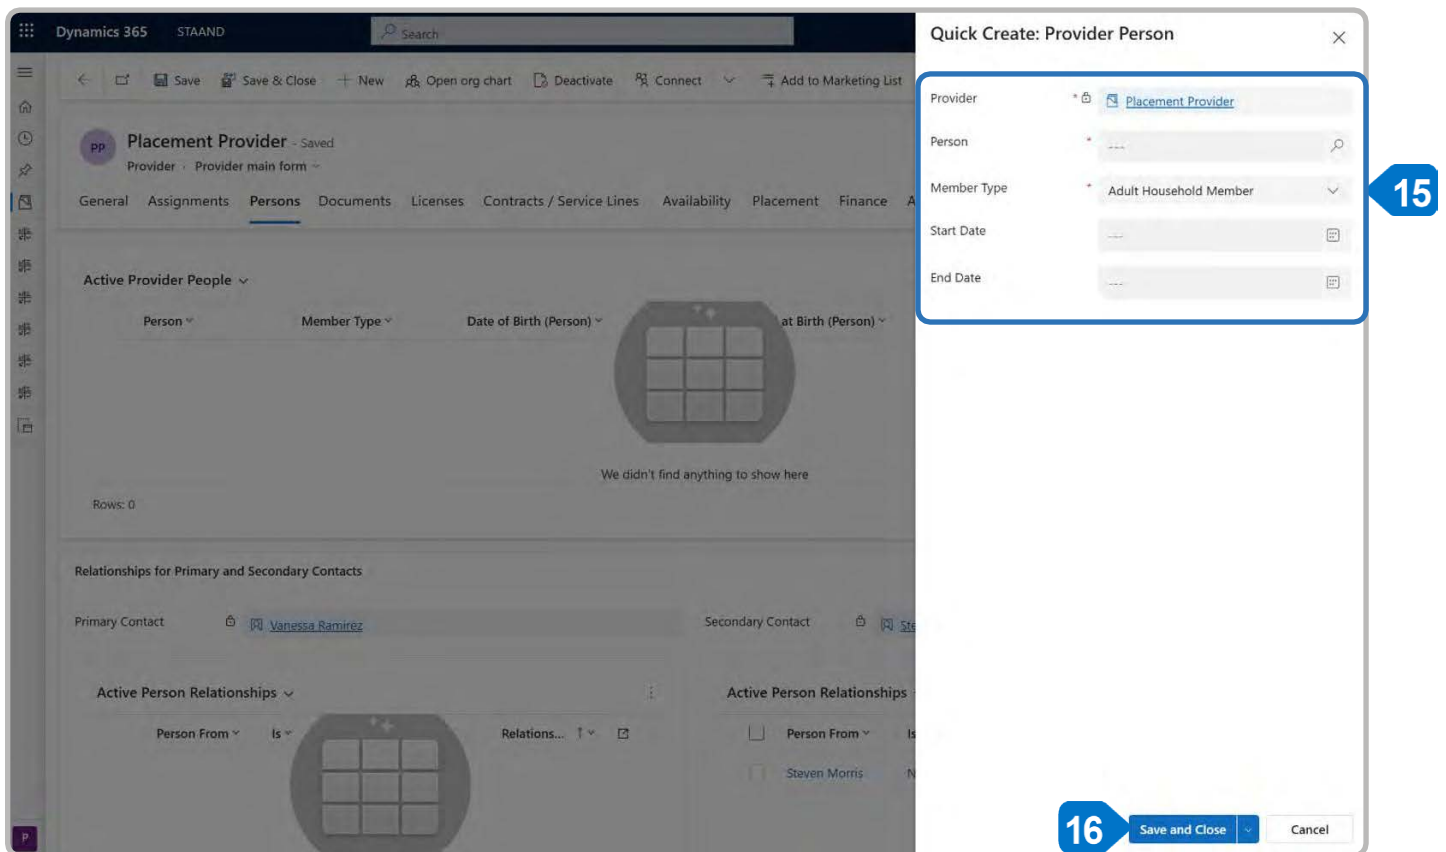 Dynamics 365 STAAND Search
Save Save & Close New Open org chart Deactivate Connect Add to Marketing List
PP Placement Provider - Saved
Provider · Provider main form
General Assignments Persons Documents Licenses Contracts / Service Lines Availability Placement Finance A
Active Provider People
Person Member Type Date of Birth (Person) at Birth (Person)
We didn't find anything to show here
Rows: 0
Relationships for Primary and Secondary Contacts
Primary Contact Vanessa Ramirez Secondary Contact Ste
Active Person Relationships Active Person Relationships
Person From Is Relations... Person From Is
Steven Morris N
P
Quick Create: Provider Person
Provider * Placement Provider
Person * ---
Member Type * Adult Household Member
Start Date ---
End Date ---
15
16 Save and Close Cancel